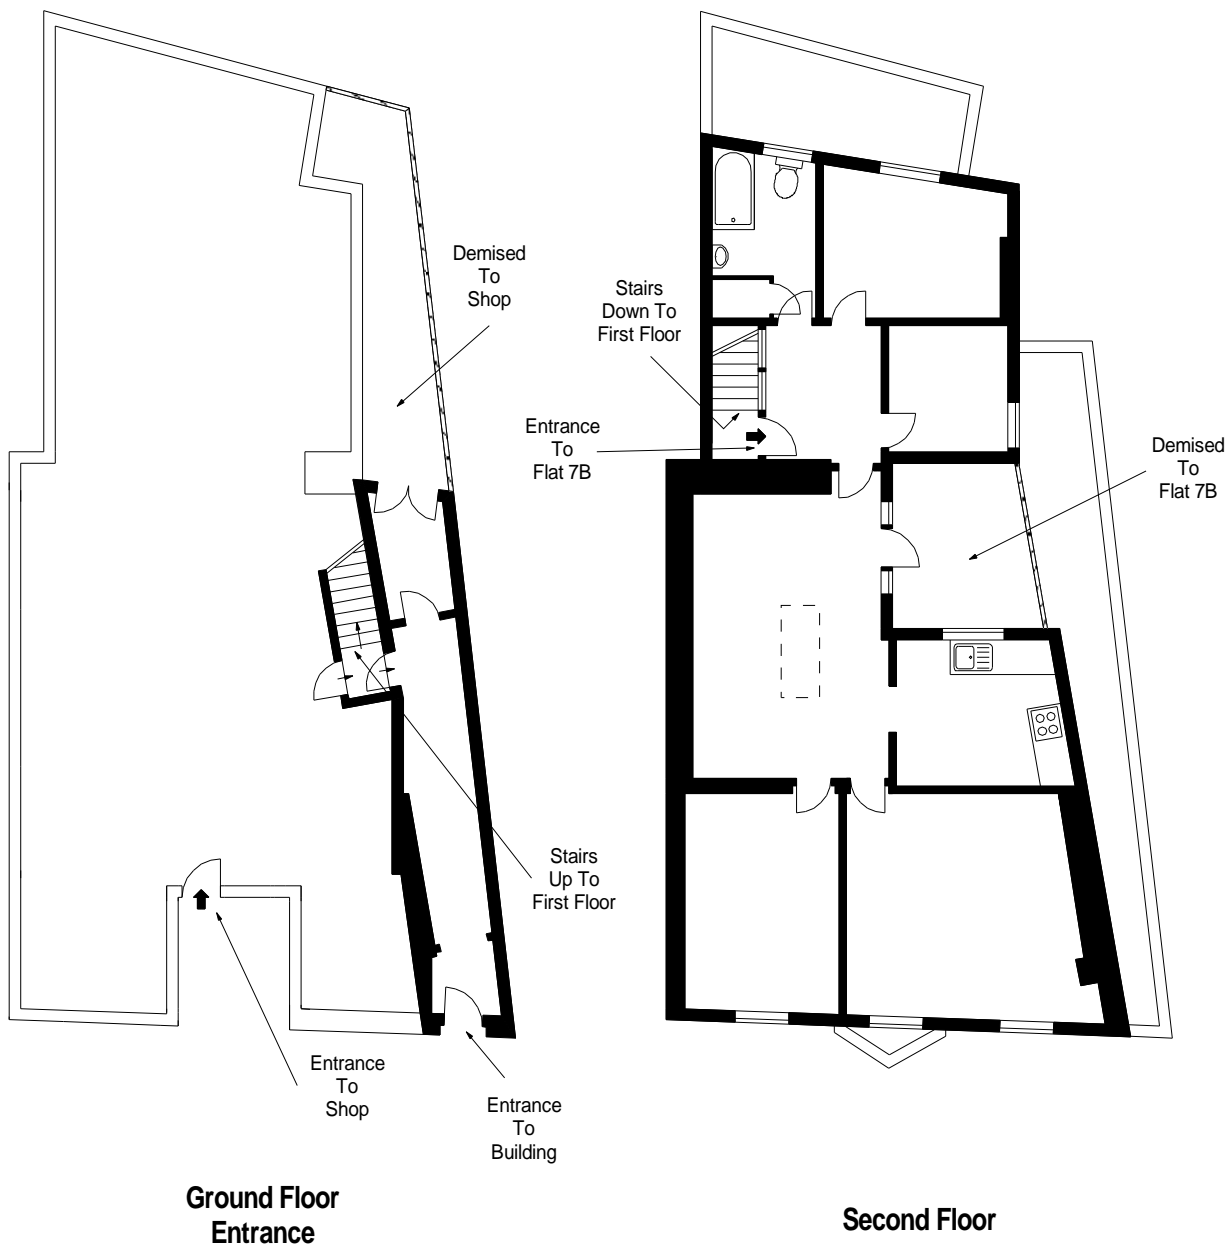 Demised
To
Shop
Stairs
Up To
First Floor
Entrance
To
Shop
Entrance
To
Building
Ground Floor
Entrance
Stairs
Down To
First Floor
Entrance
To
Flat 7B
Demised
To
Flat 7B
Second Floor